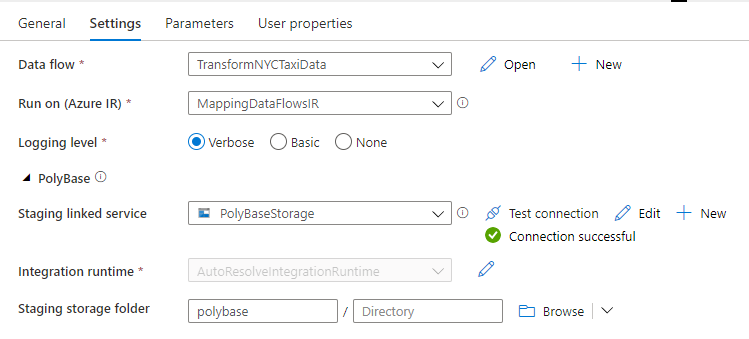 General Settings Parameters User properties
Data flow * TransformNYCTaxiData Open New
Run on (Azure IR) * MappingDataFlowsIR
Logging level * Verbose Basic None
PolyBase
Staging linked service PolyBaseStorage Test connection Edit New
Connection successful
Integration runtime * AutoResolveIntegrationRuntime
Staging storage folder polybase / Directory Browse